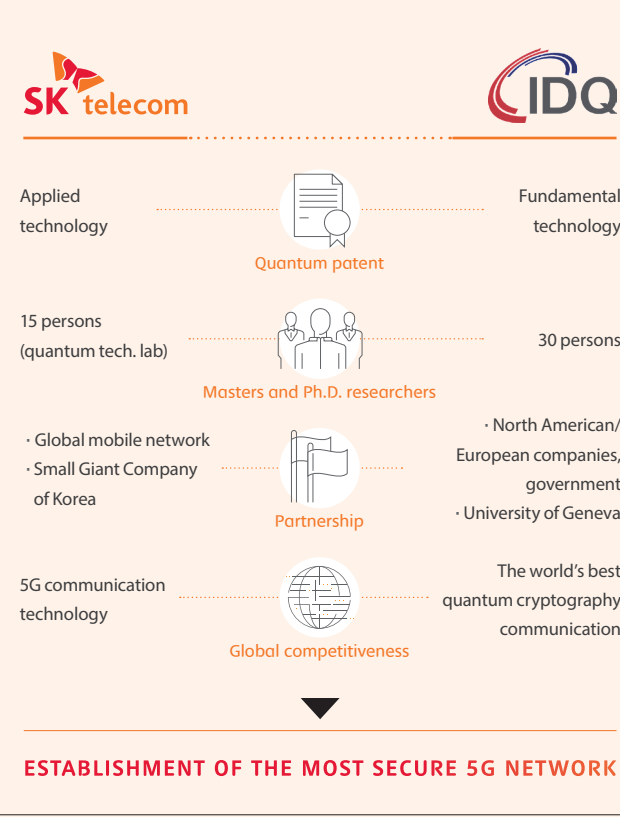 SK telecom
IDQ
Applied
technology
Fundamental
technology
Quantum patent
15 persons
(quantum tech. lab)
30 persons
Masters and Ph.D. researchers
· Global mobile network
· Small Giant Company
of Korea
· North American/
European companies,
government
· University of Geneva
Partnership
5G communication
technology
The world's best
quantum cryptography
communication
Global competitiveness
ESTABLISHMENT OF THE MOST SECURE 5G NETWORK